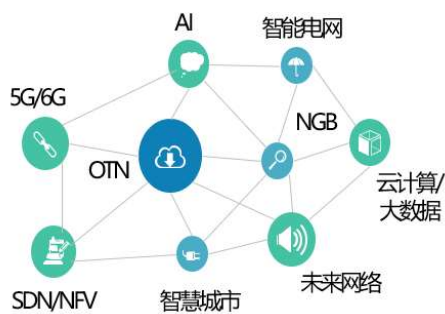 AI
智能电网
5G/6G
NGB
OTN
云计算/
大数据
SDN/NFV
智慧城市
未来网络